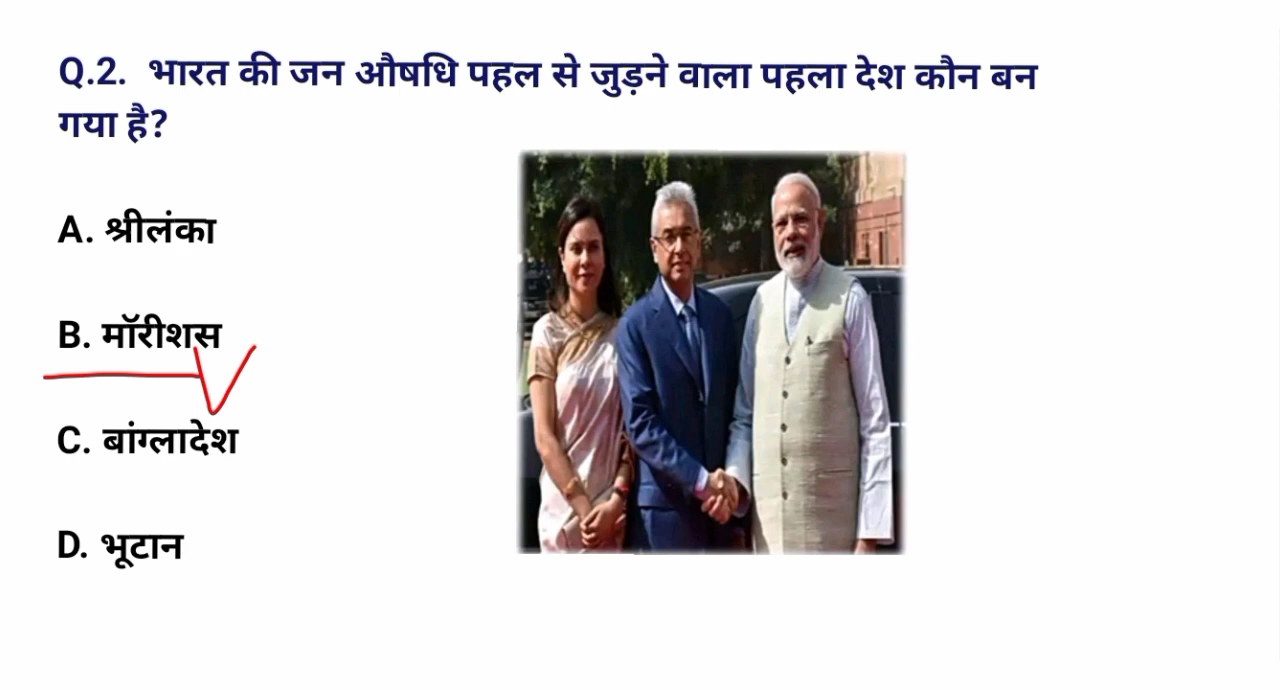 Q.2. भारत की जन औषधि पहल से जुड़ने वाला पहला देश कौन बन
गया है?
A. श्रीलंका
B. मॉरीशस
C. बांग्लादेश
D. भूटान